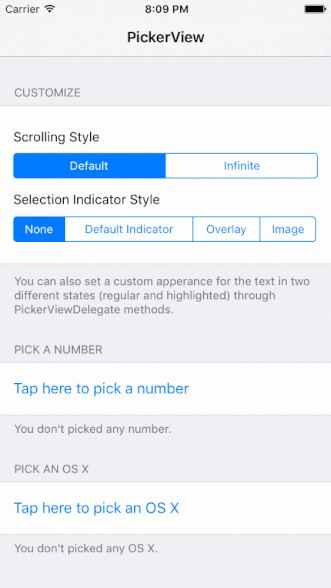 Carrier 8:09 PM
PickerView
CUSTOMIZE
Scrolling Style
Default Infinite
Selection Indicator Style
None Default Indicator Overlay Image
You can also set a custom apperance for the text in two
different states (regular and highlighted) through
PickerViewDelegate methods.
PICK A NUMBER
Tap here to pick a number
You don't picked any number.
PICK AN OS X
Tap here to pick an OS X
You don't picked any OS X.